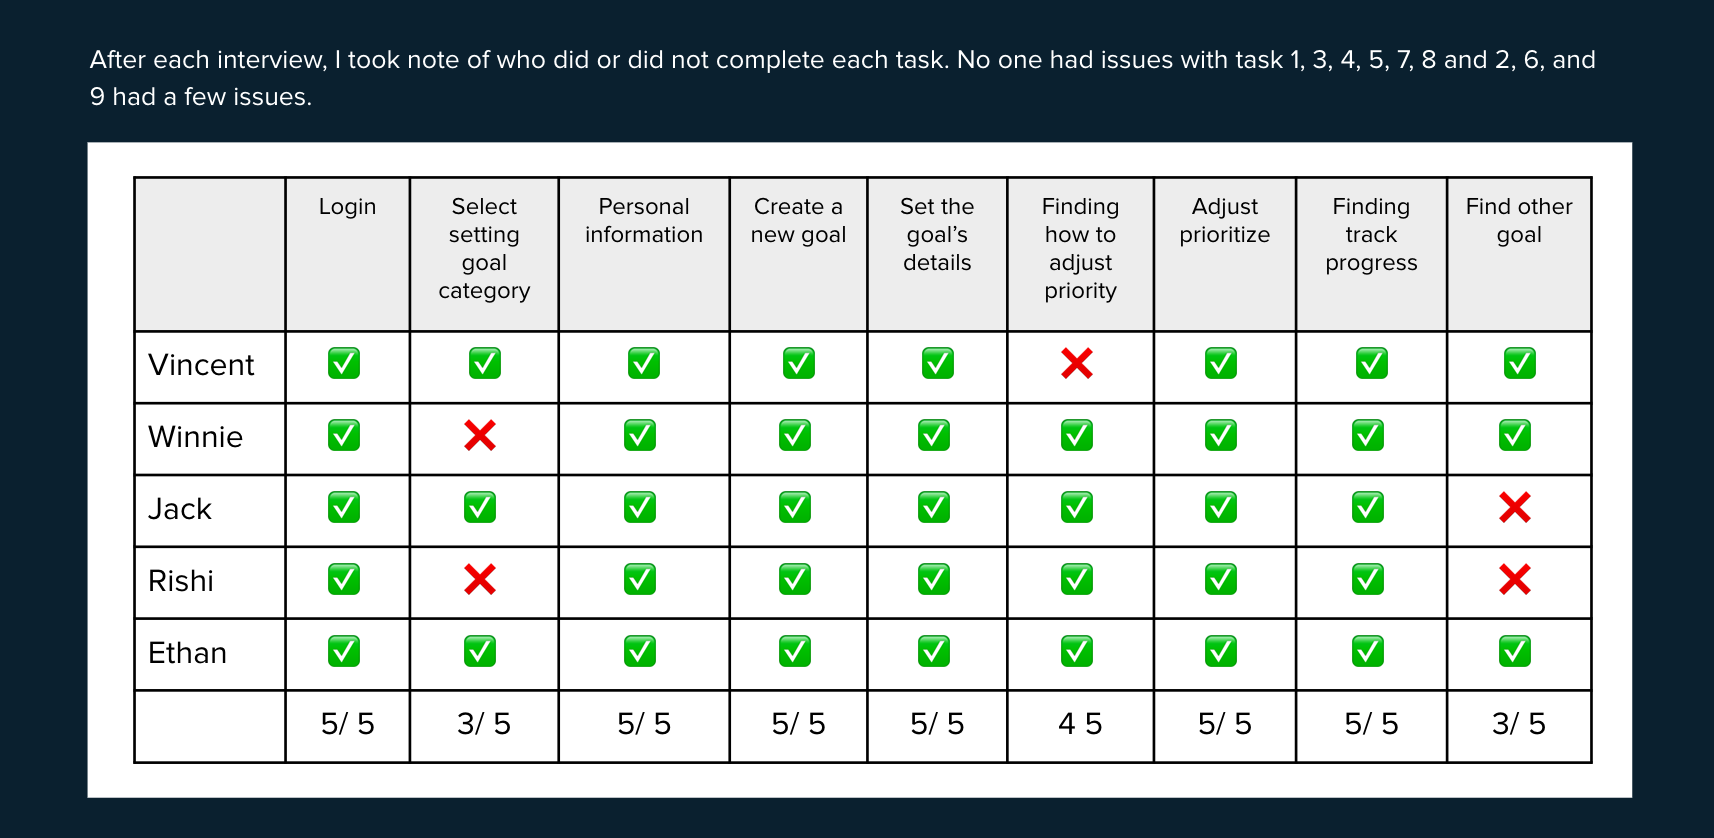 After each interview, I took note of who did or did not complete each task. No one had issues with task 1, 3, 4, 5, 7, 8 and 2, 6, and
9 had a few issues.
Login
Select
setting
goal
category
Personal
information
Create a
new goal
Set the
goal’s
details
Finding
how to
adjust
priority
Adjust
prioritize
Finding
track
progress
Find other
goal
Vincent
Winnie
Jack
Rishi
Ethan
5/ 5
3/ 5
5/ 5
5/ 5
5/ 5
4 5
5/ 5
5/ 5
3/ 5